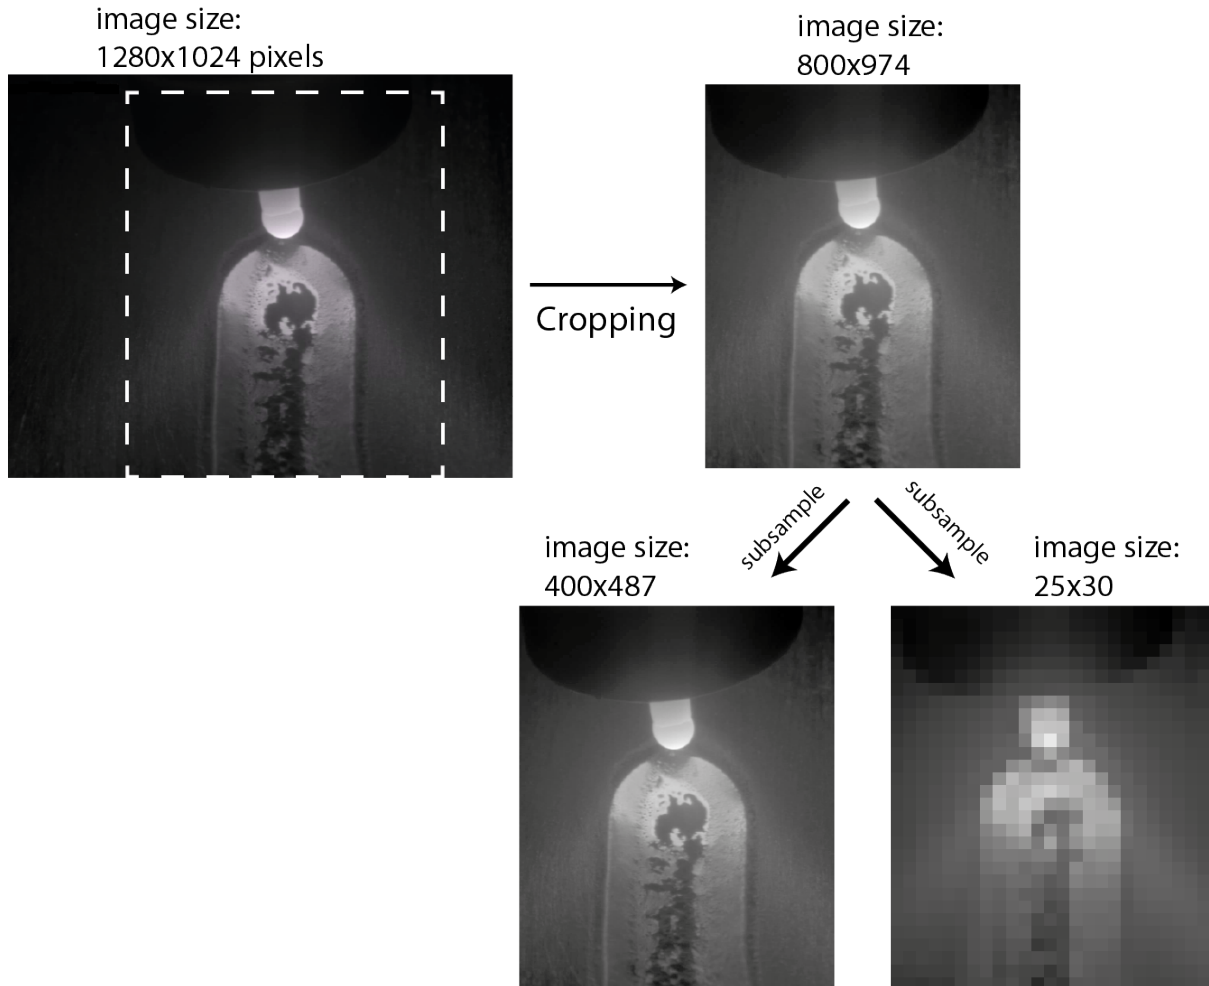 image size:
1280x1024 pixels
image size:
800x974
Cropping
subsample
subsample
image size:
400x487
image size:
25x30